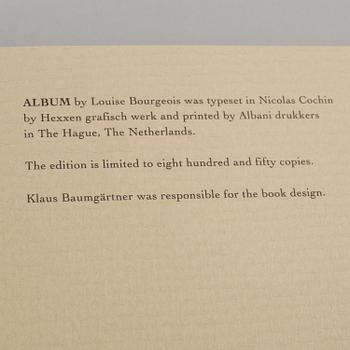 ALBUM by Louise Bourgeois was typeset in Nicolas Cochin
by Hexxen grafisch werk and printed by Albani drukkers
in The Hague, The Netherlands.
The edition is limited to eight hundred and fifty copies.
Klaus Baumgärtner was responsible for the book design.